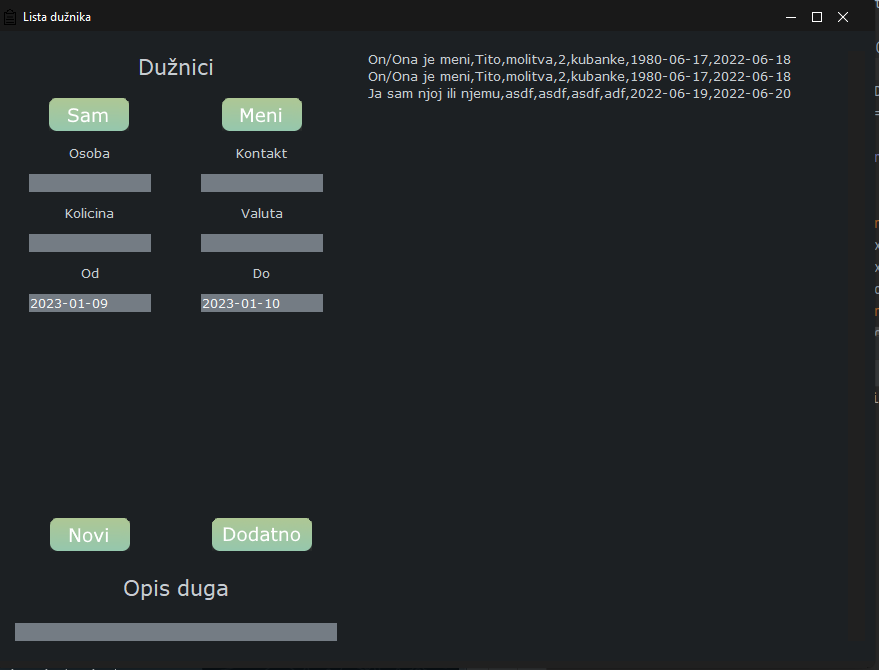 Lista dužnika
Dužnici
Sam
Meni
Osoba
Kontakt
Kolicina
Valuta
Od
Do
2023-01-09
2023-01-10
Novi
Dodatno
Opis duga
On/Ona je meni,Tito,molitva,2,kubanke,1980-06-17,2022-06-18
On/Ona je meni,Tito,molitva,2,kubanke,1980-06-17,2022-06-18
Ja sam njoj ili njemu,asdf,asdf,asdf,adf,2022-06-19,2022-06-20